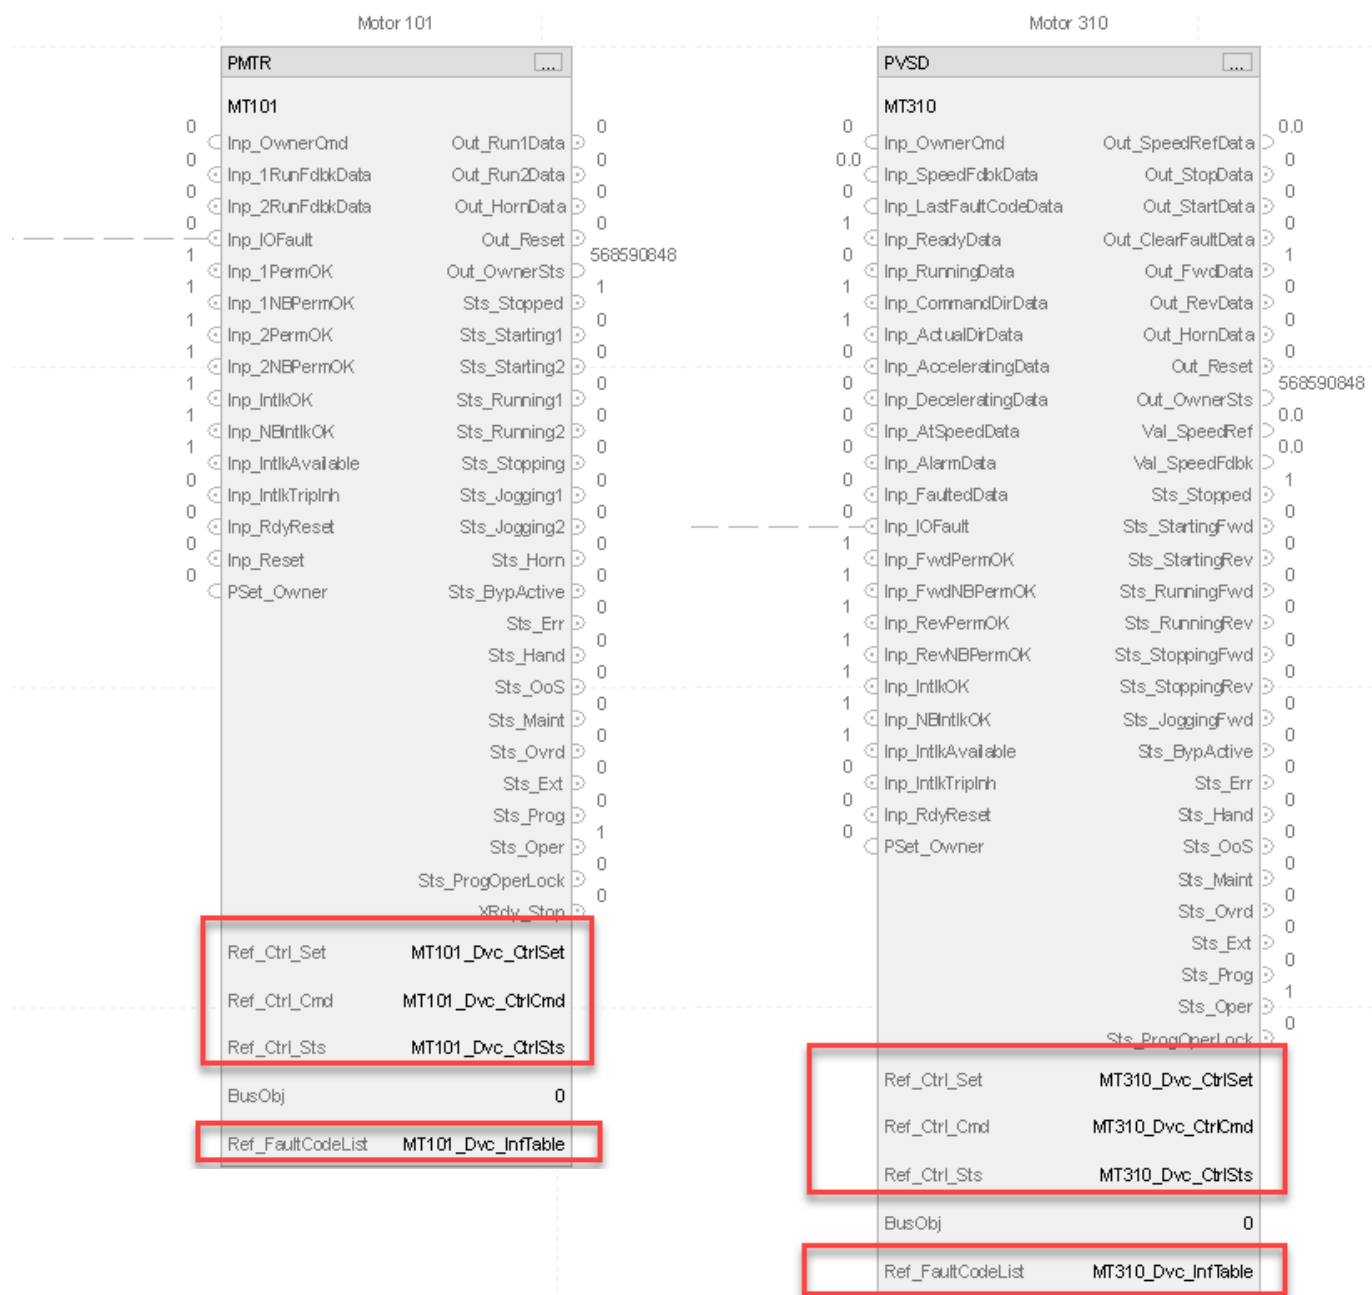 Motor 101
PMTR ...
MT101
0 Inp_OwnerCmd Out_Run1Data 0
0 Inp_1RunFdbkData Out_Run2Data 0
0 Inp_2RunFdbkData Out_HornData 0
0 Inp_IOFault Out_Reset 0
1 Inp_1PermOK Out_OwnerSts 568590848
1 Inp_1NBPermOK Sts_Stopped 1
1 Inp_2PermOK Sts_Starting1 0
1 Inp_2NBPermOK Sts_Starting2 0
1 Inp_IntlkOK Sts_Running1 0
1 Inp_NBIntlkOK Sts_Running2 0
1 Inp_IntlkAvailable Sts_Stopping 0
0 Inp_IntlkTripInh Sts_Jogging1 0
0 Inp_RdyReset Sts_Jogging2 0
0 Inp_Reset Sts_Horn 0
0 PSet_Owner Sts_BypActive 0
Sts_Err 0
Sts_Hand 0
Sts_OoS 0
Sts_Maint 0
Sts_Ovrd 0
Sts_Ext 0
Sts_Prog 0
Sts_Oper 1
Sts_ProgOperLock 0
XRdy_Stop 0
Ref_Ctrl_Set MT101_Dvc_CtrlSet
Ref_Ctrl_Cmd MT101_Dvc_CtrlCmd
Ref_Ctrl_Sts MT101_Dvc_CtrlSts
BusObj 0
Ref_FaultCodeList MT101_Dvc_InfTable
Motor 310
PVSD ...
MT310
0 Inp_OwnerCmd Out_SpeedRefData 0.0
0.0 Inp_SpeedFdbkData Out_StopData 0
0 Inp_LastFaultCodeData Out_StartData 0
1 Inp_ReadyData Out_ClearFaultData 0
0 Inp_RunningData Out_FwdData 1
1 Inp_CommandDirData Out_RevData 0
1 Inp_ActualDirData Out_HornData 0
0 Inp_AcceleratingData Out_Reset 0
0 Inp_DeceleratingData Out_OwnerSts 568590848
0 Inp_AtSpeedData Val_SpeedRef 0.0
0 Inp_AlarmData Val_SpeedFdbk 0.0
0 Inp_FaultedData Sts_Stopped 1
0 Inp_IOFault Sts_StartingFwd 0
1 Inp_FwdPermOK Sts_StartingRev 0
1 Inp_FwdNBPermOK Sts_RunningFwd 0
1 Inp_RevPermOK Sts_RunningRev 0
1 Inp_RevNBPermOK Sts_StoppingFwd 0
1 Inp_IntlkOK Sts_StoppingRev 0
1 Inp_NBIntlkOK Sts_JoggingFwd 0
1 Inp_IntlkAvailable Sts_BypActive 0
0 Inp_IntlkTripInh Sts_Err 0
0 Inp_RdyReset Sts_Hand 0
0 PSet_Owner Sts_OoS 0
Sts_Maint 0
Sts_Ovrd 0
Sts_Ext 0
Sts_Prog 0
Sts_Oper 1
Sts_ProgOperLock 0
Ref_Ctrl_Set MT310_Dvc_CtrlSet
Ref_Ctrl_Cmd MT310_Dvc_CtrlCmd
Ref_Ctrl_Sts MT310_Dvc_CtrlSts
BusObj 0
Ref_FaultCodeList MT310_Dvc_InfTable